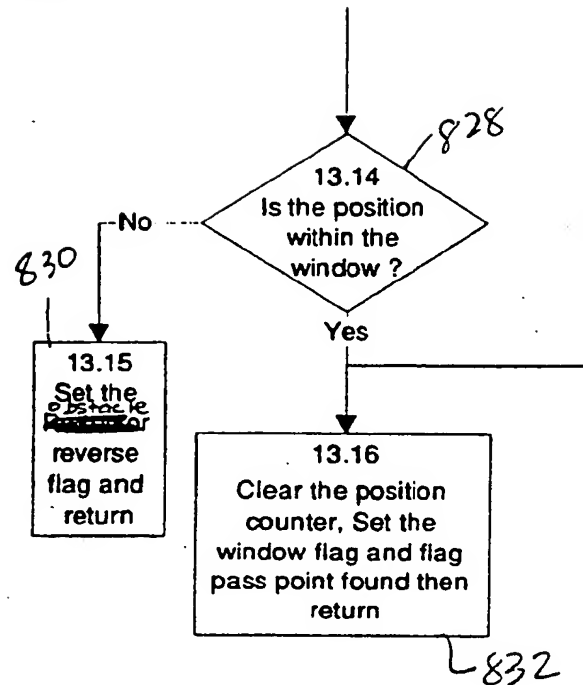 828
13.14
Is the position
within the
window ?
No
Yes
830
13.15
Set the
obstacle
reverse
flag and
return
13.16
Clear the position
counter, Set the
window flag and flag
pass point found then
return
832